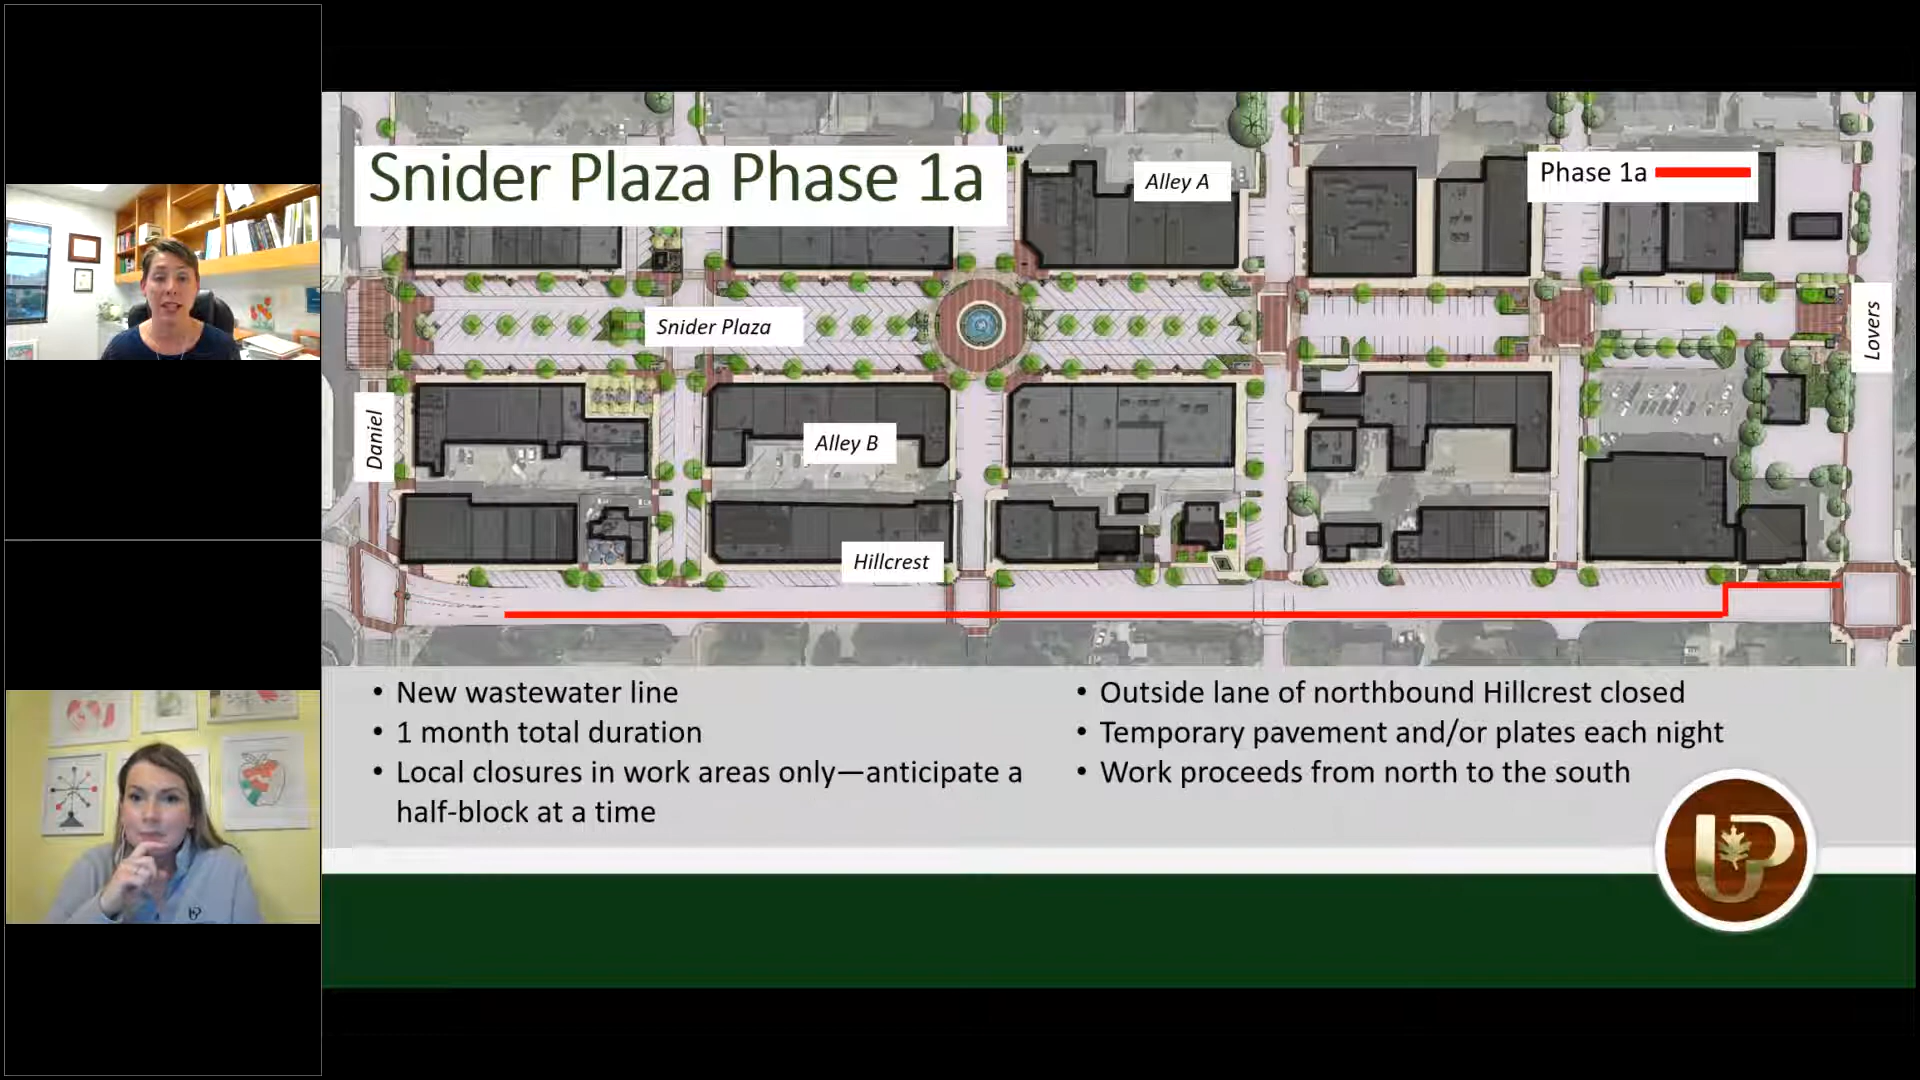 Snider Plaza Phase 1a
Alley A
Phase 1a
Snider Plaza
Lovers
Daniel
Alley B
Hillcrest
• New wastewater line
• 1 month total duration
• Local closures in work areas only—anticipate a
half-block at a time
• Outside lane of northbound Hillcrest closed
• Temporary pavement and/or plates each night
• Work proceeds from north to the south
UP
UP